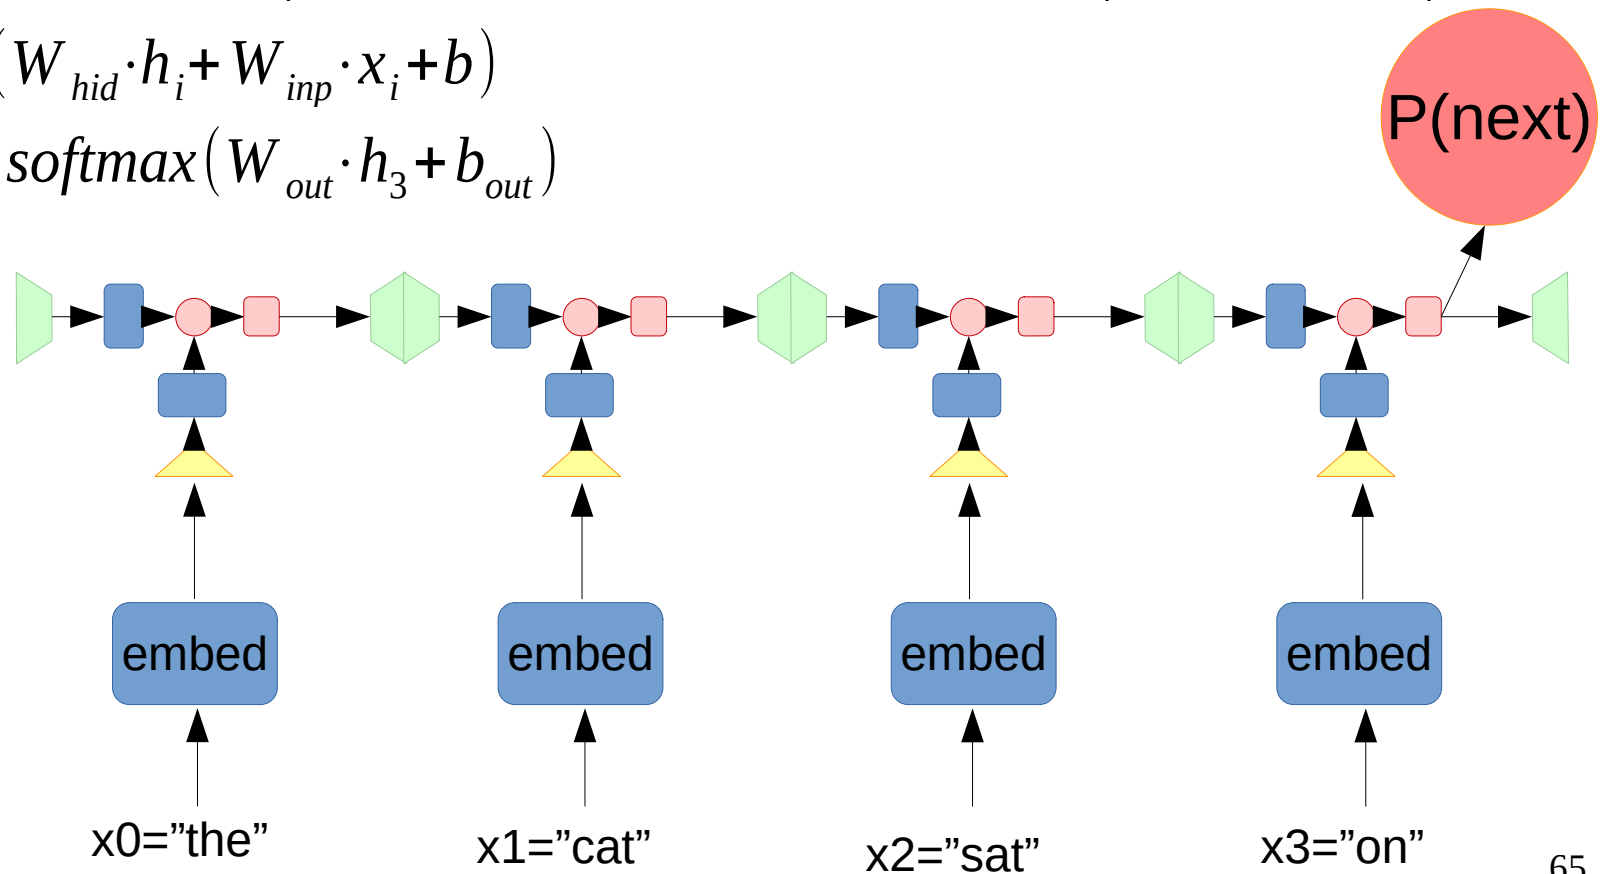 (W_hid·h_i+W_inp·x_i+b)
softmax(W_out·h_3+b_out)
P(next)
embed embed embed embed
x0=”the” x1=”cat” x2=”sat” x3=”on”
65